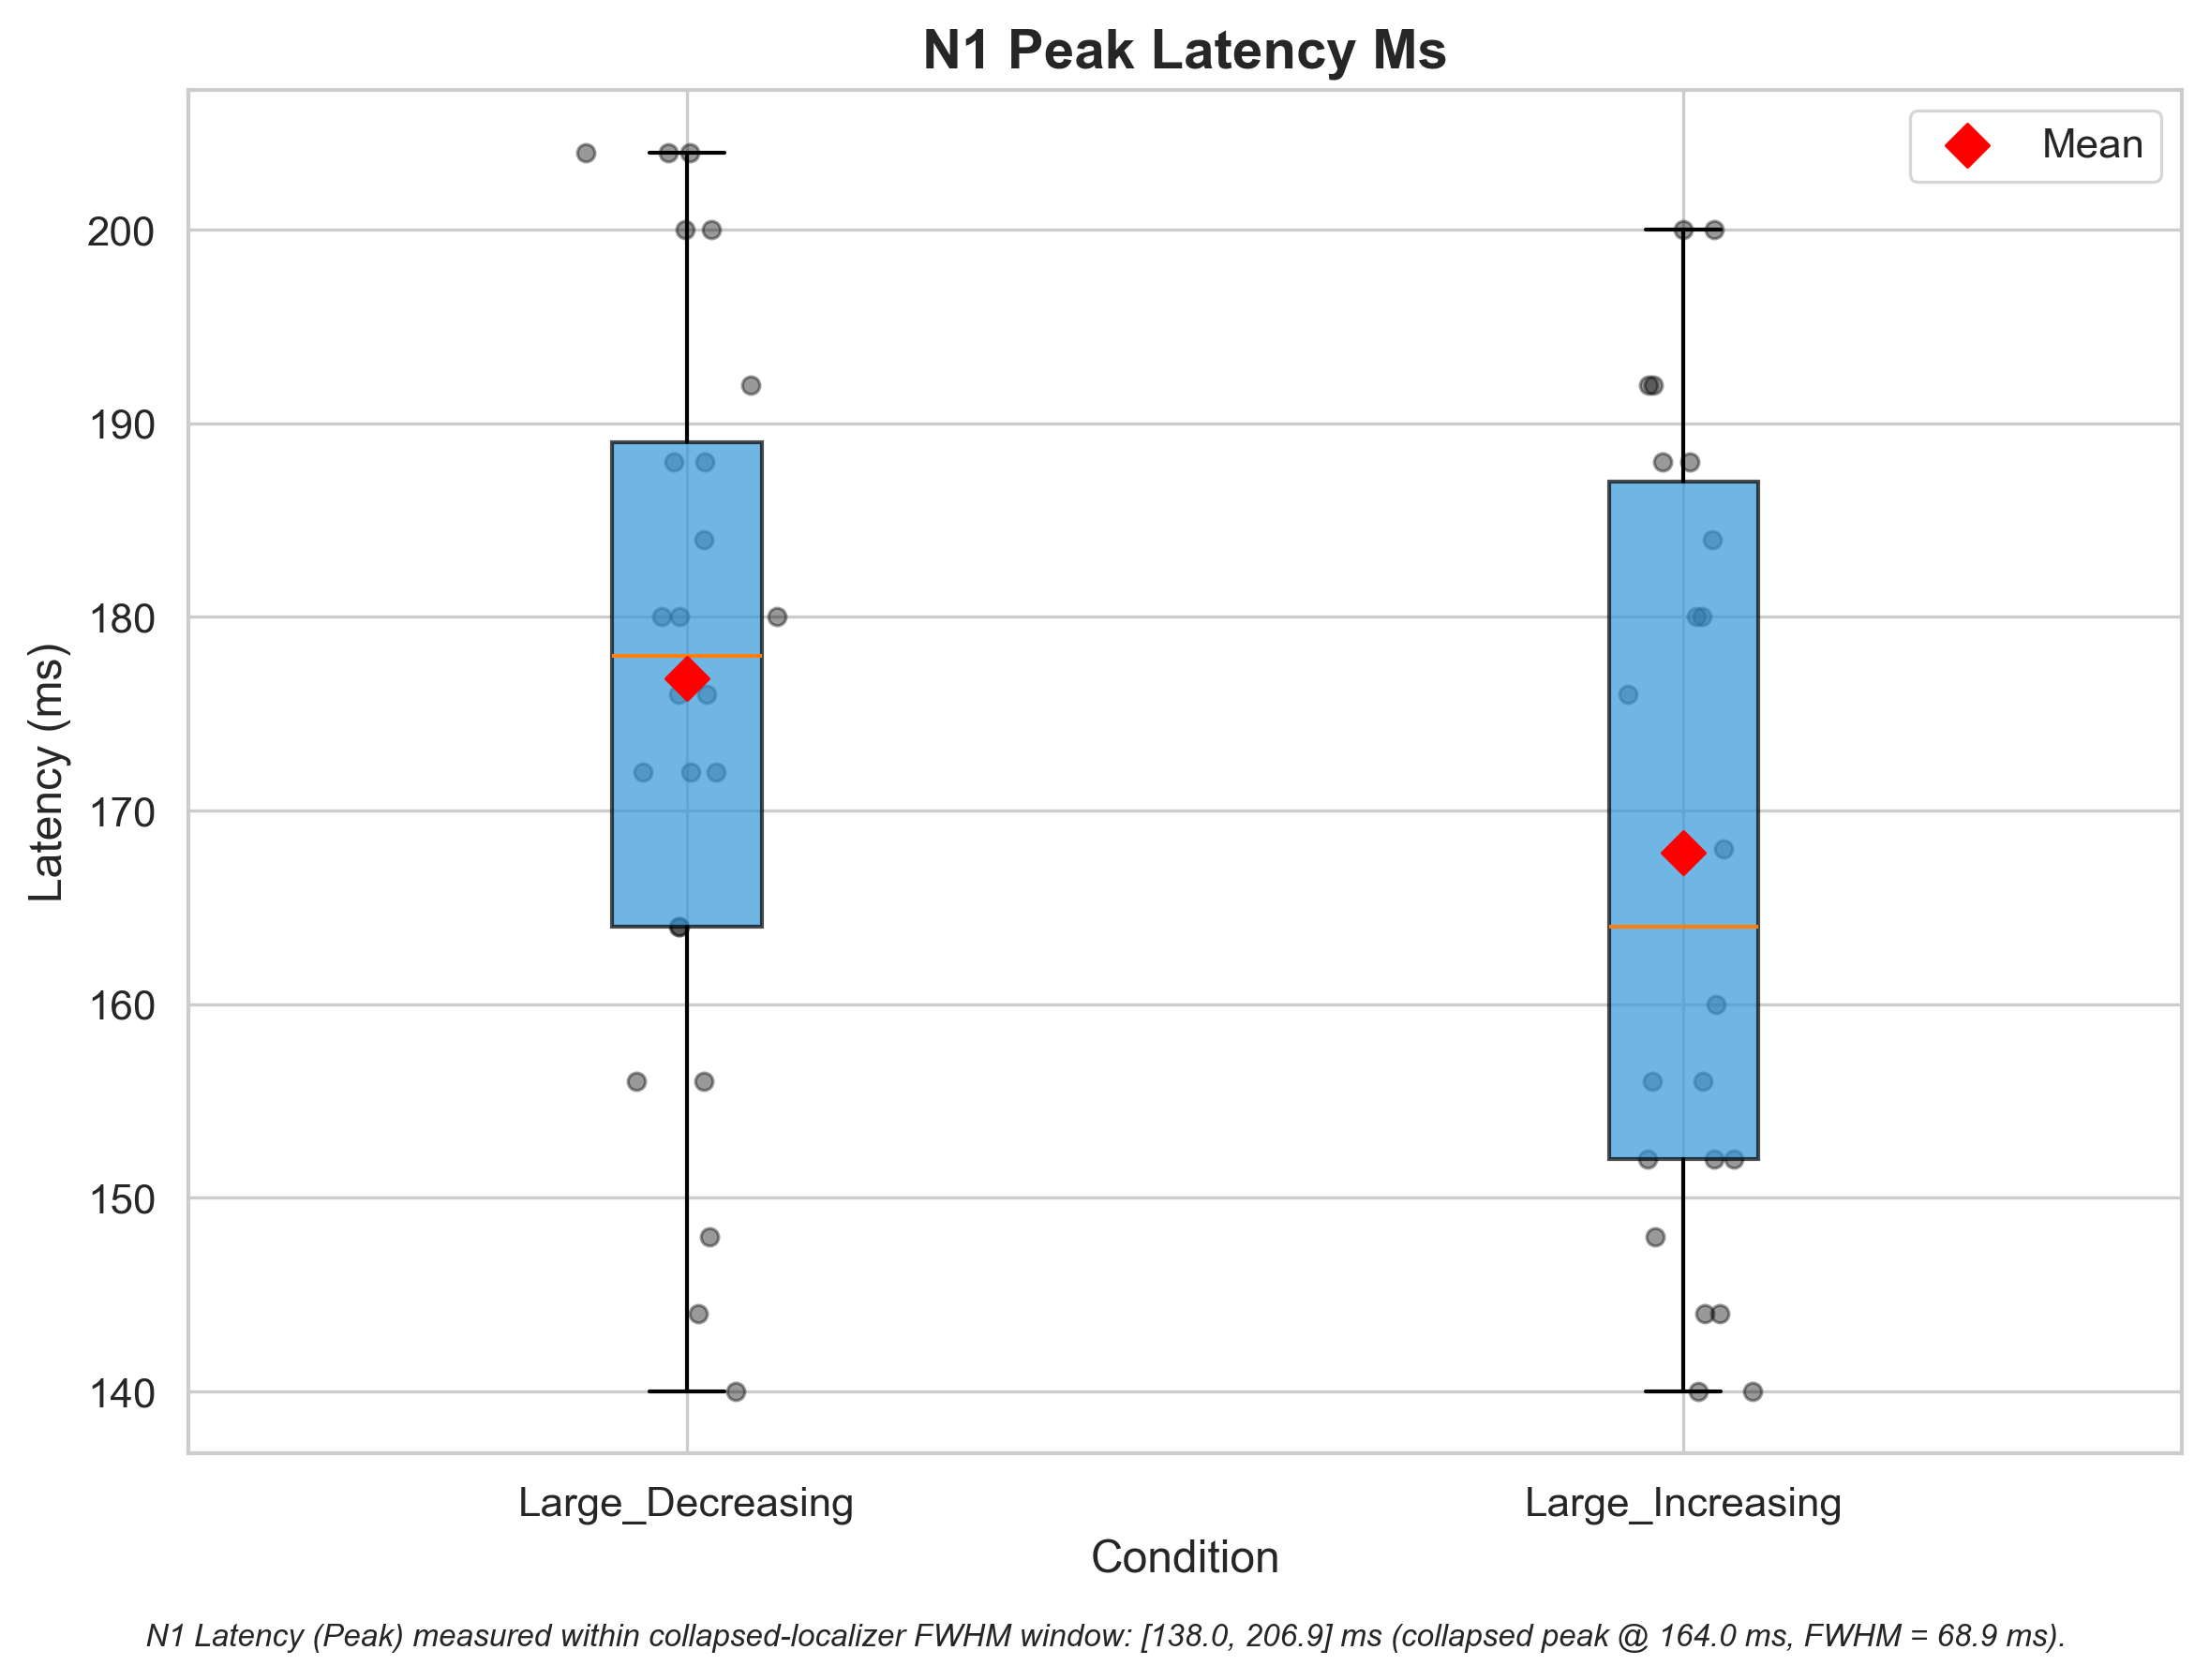 N1 Peak Latency Ms
Mean
200
190
180
170
160
150
140
Latency (ms)
Large_Decreasing
Large_Increasing
Condition
N1 Latency (Peak) measured within collapsed-localizer FWHM window: [138.0, 206.9] ms (collapsed peak @ 164.0 ms, FWHM = 68.9 ms).